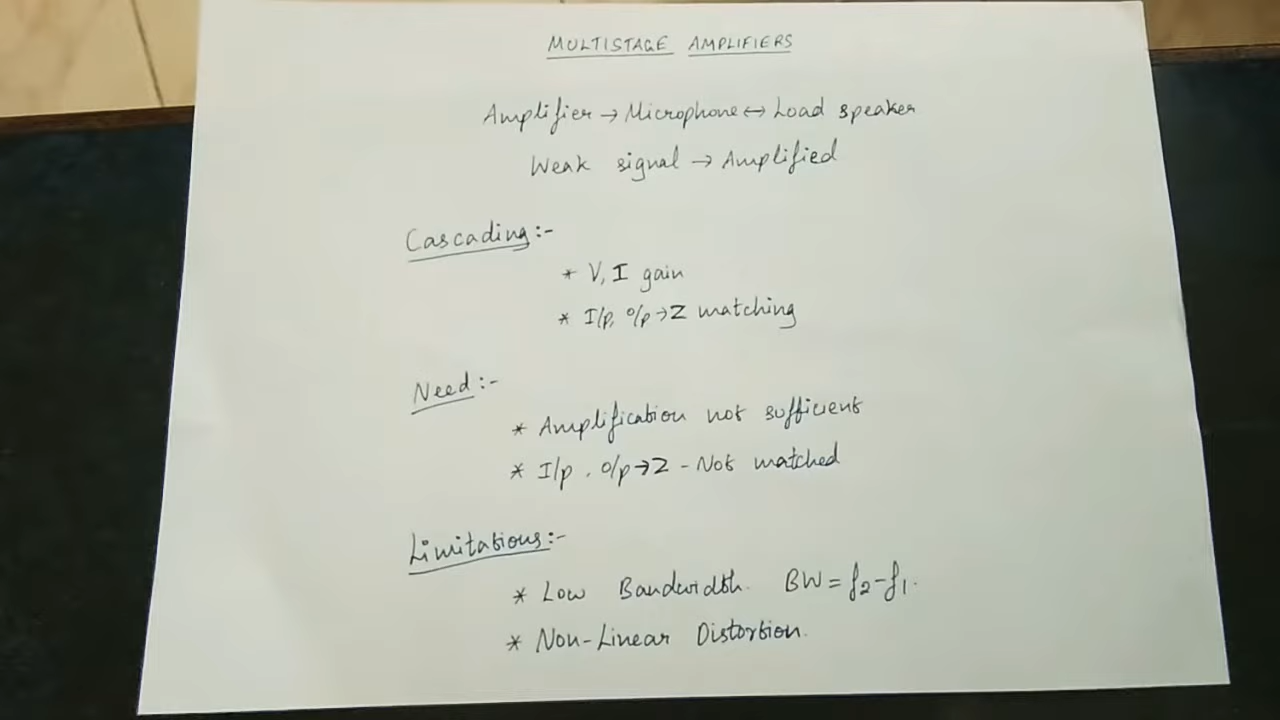 MULTISTAGE AMPLIFIERS
Amplifier → Microphone ↔ Load speaker
Weak signal → Amplified
Cascading:-
* V, I gain
* I/p, o/p → Z matching
Need:-
* Amplification not sufficient
* I/p, o/p → Z - Not matched
Limitations:-
* Low Bandwidth. BW = f₂-f₁.
* Non-Linear Distortion.